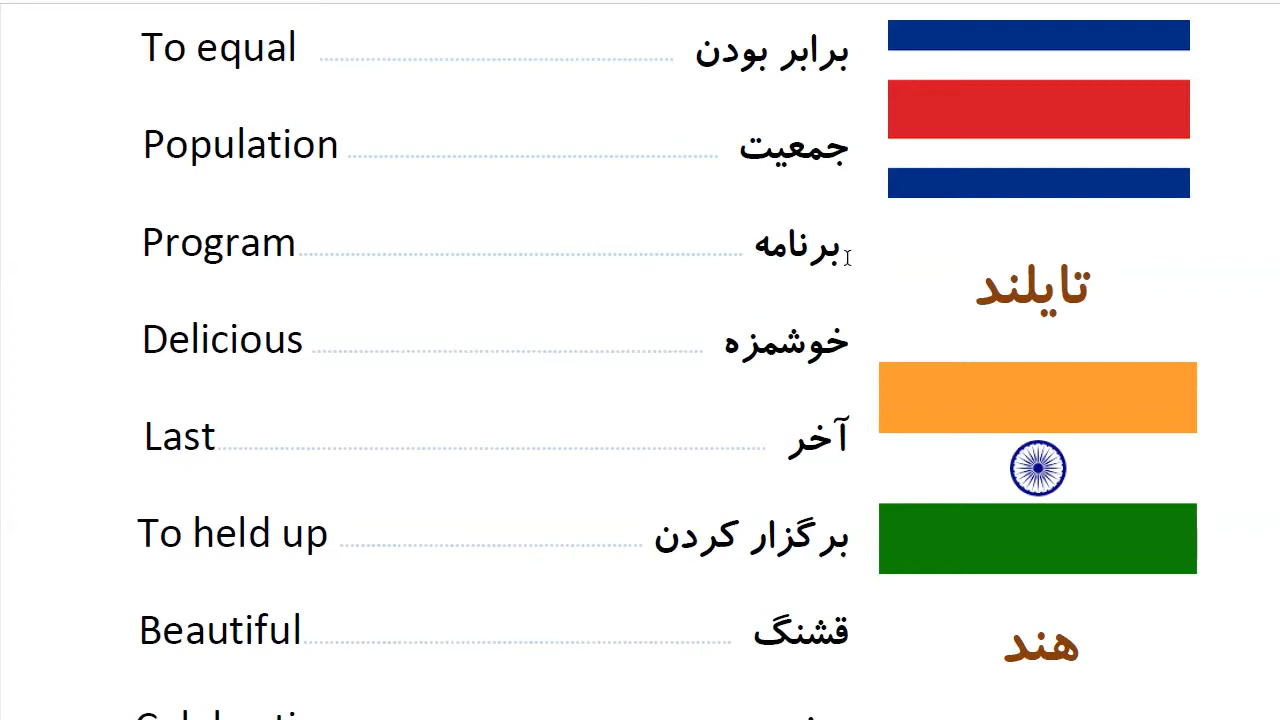 To equal برابر بودن
Population جمعیت
Program برنامه
تایلند
Delicious خوشمزه
Last آخر
To held up برگزار کردن
Beautiful قشنگ
هند